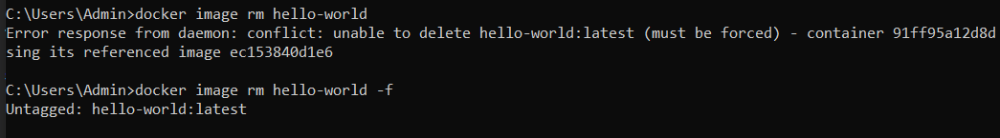 C:\Users\Admin>docker image rm hello-world
Error response from daemon: conflict: unable to delete hello-world:latest (must be forced) - container 91ff95a12d8d
sing its referenced image ec153840d1e6
C:\Users\Admin>docker image rm hello-world -f
Untagged: hello-world:latest